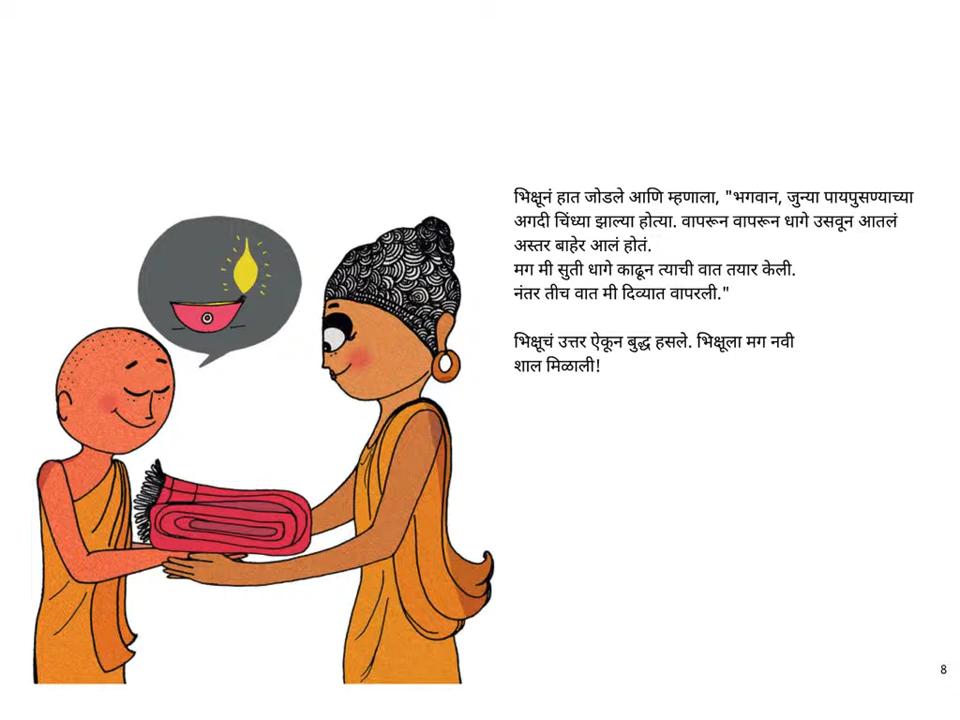 भिक्षूनं हात जोडले आणि म्हणाला, "भगवान, जुन्या पायपुसण्याच्या
अगदी चिंध्या झाल्या होत्या. वापरून वापरून धागे उसवून आतलं
अस्तर बाहेर आलं होतं.
मग मी सुती धागे काढून त्याची वात तयार केली.
नंतर तीच वात मी दिव्यात वापरली."
भिक्षूचं उत्तर ऐकून बुद्ध हसले. भिक्षूला मग नवी
शाल मिळाली!
8